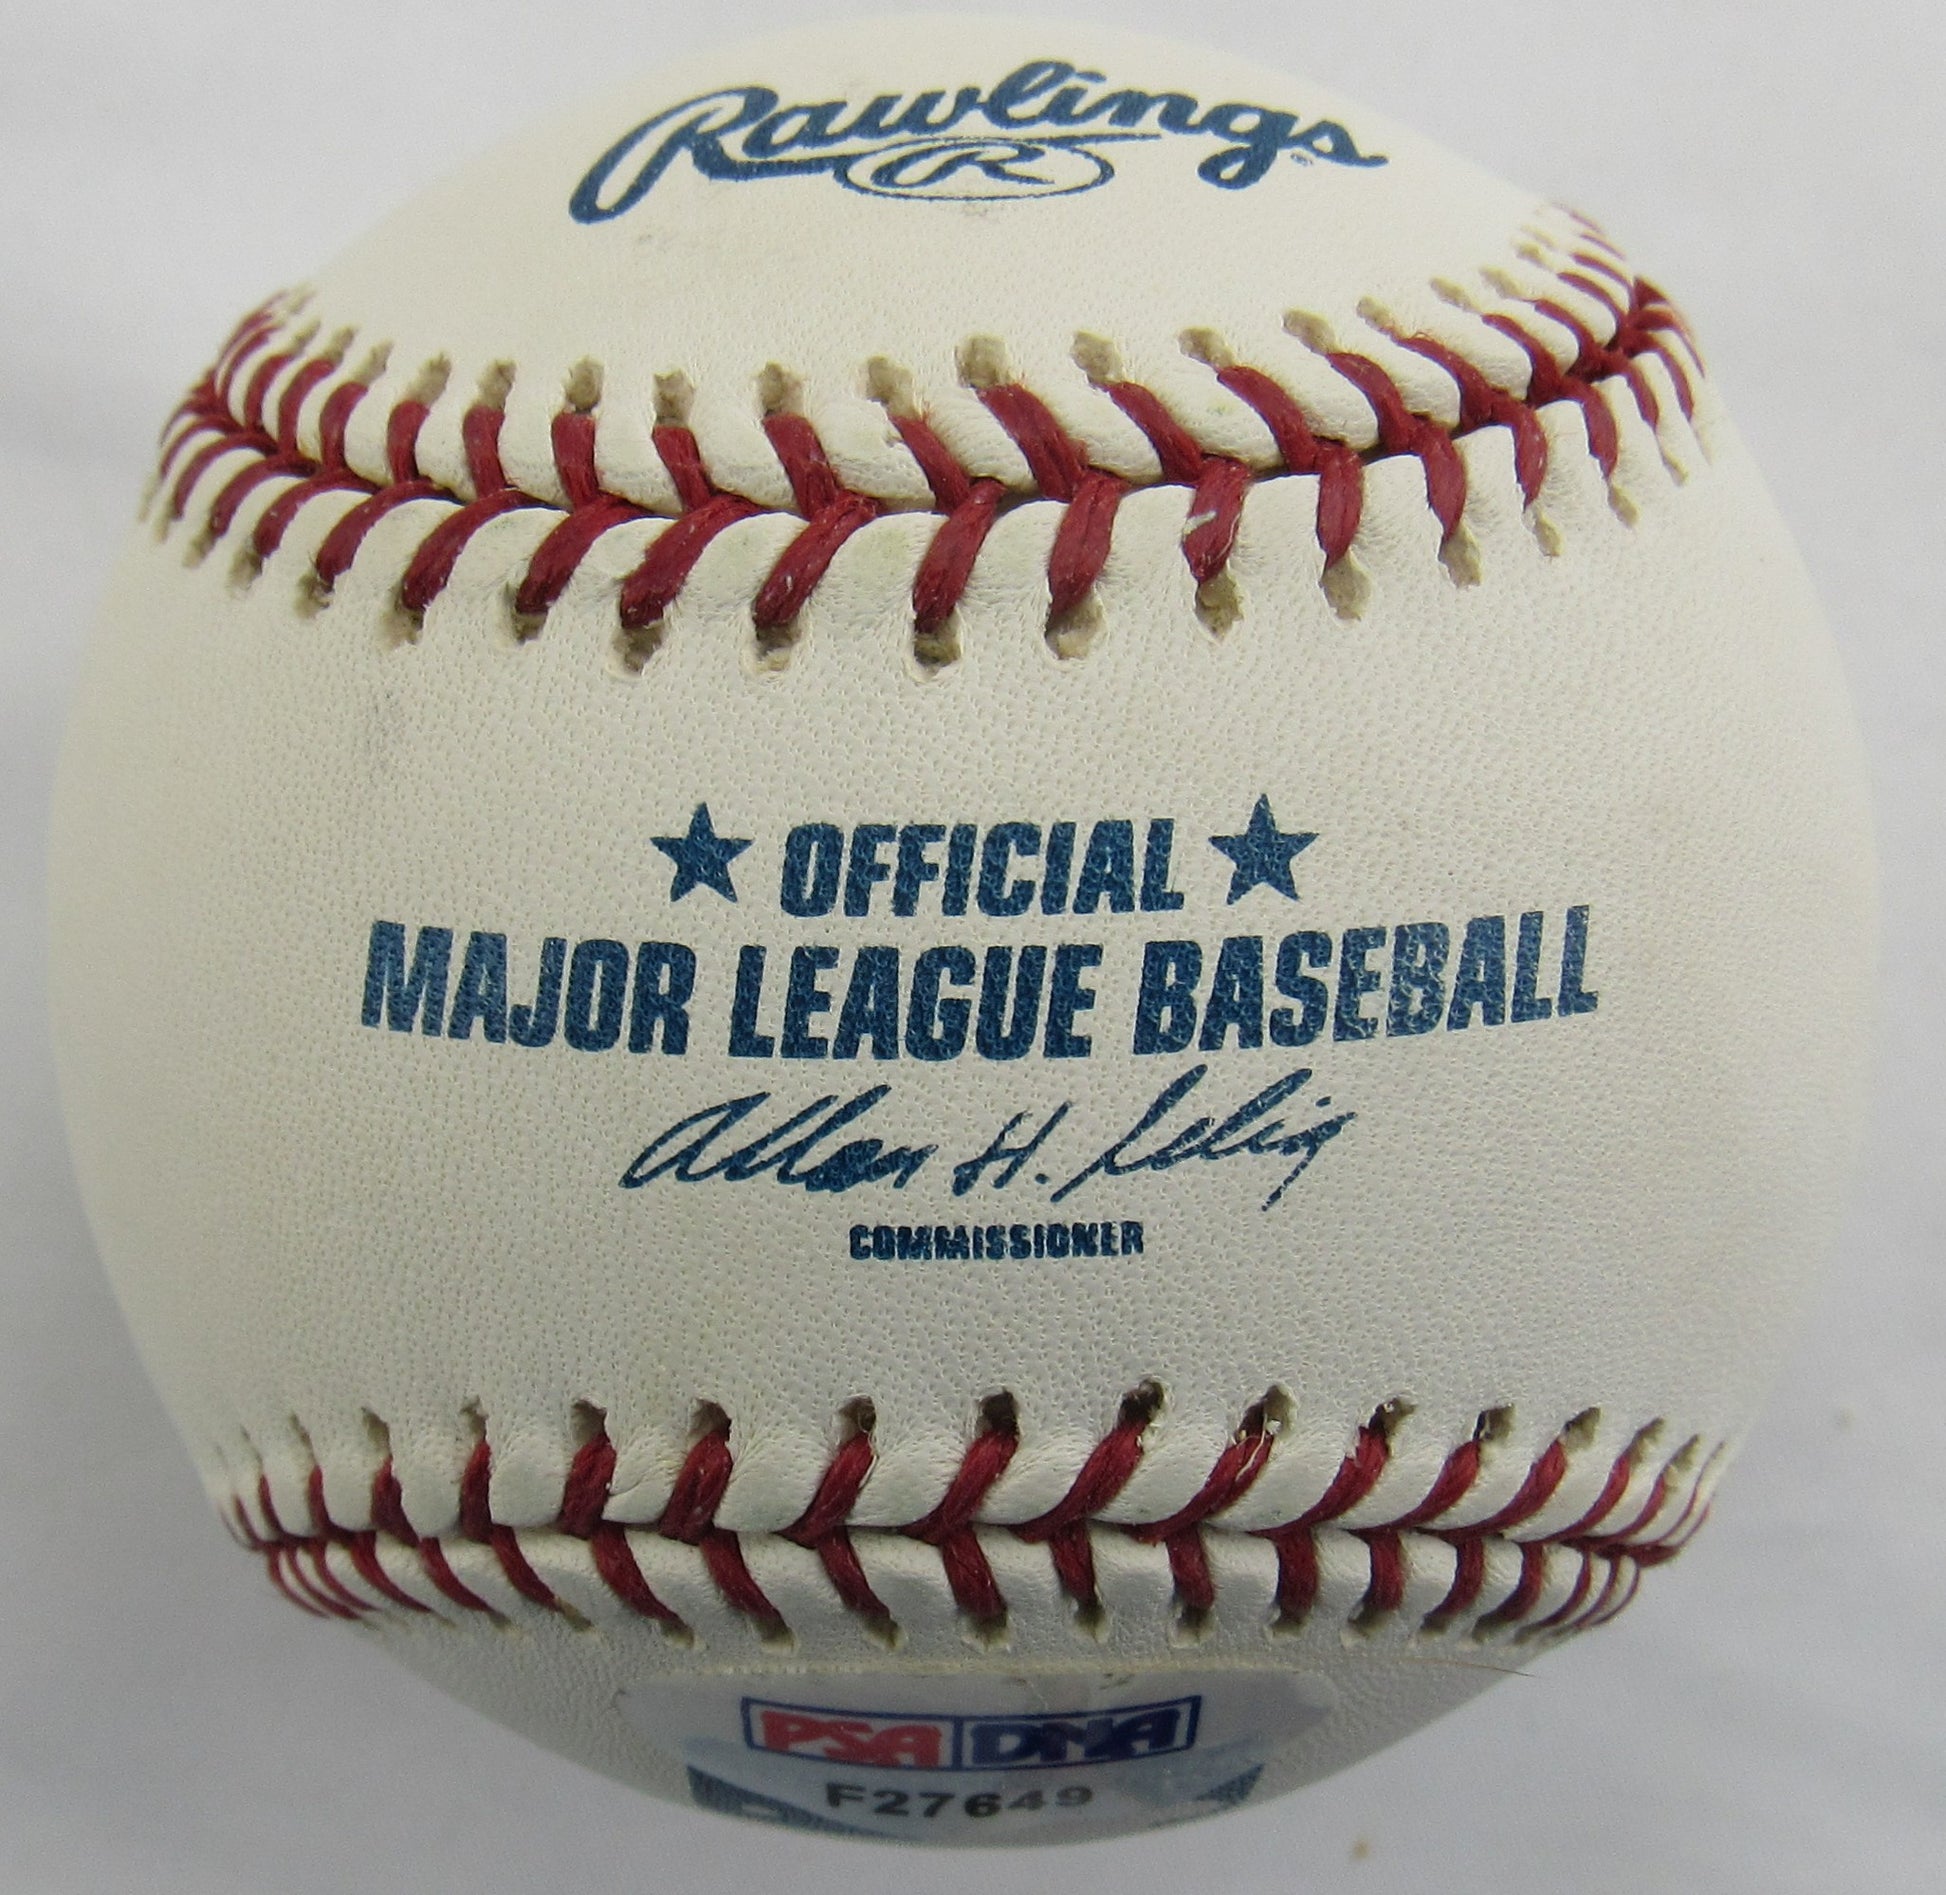 Rawlings
R
OFFICIAL
MAJOR LEAGUE BASEBALL
Allan H. Selig
COMMISSIONER
PSA DNA
F27649